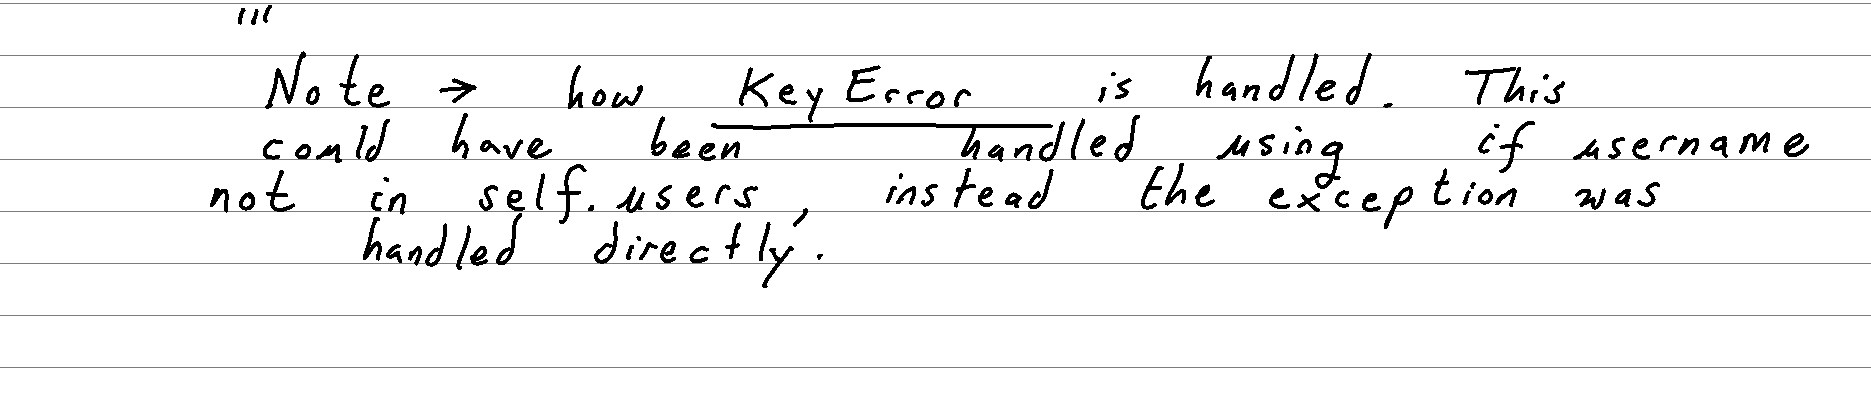 '''
Note → how KeyError is handled. This
could have been handled using if username
not in self.users, instead the exception was
handled directly.